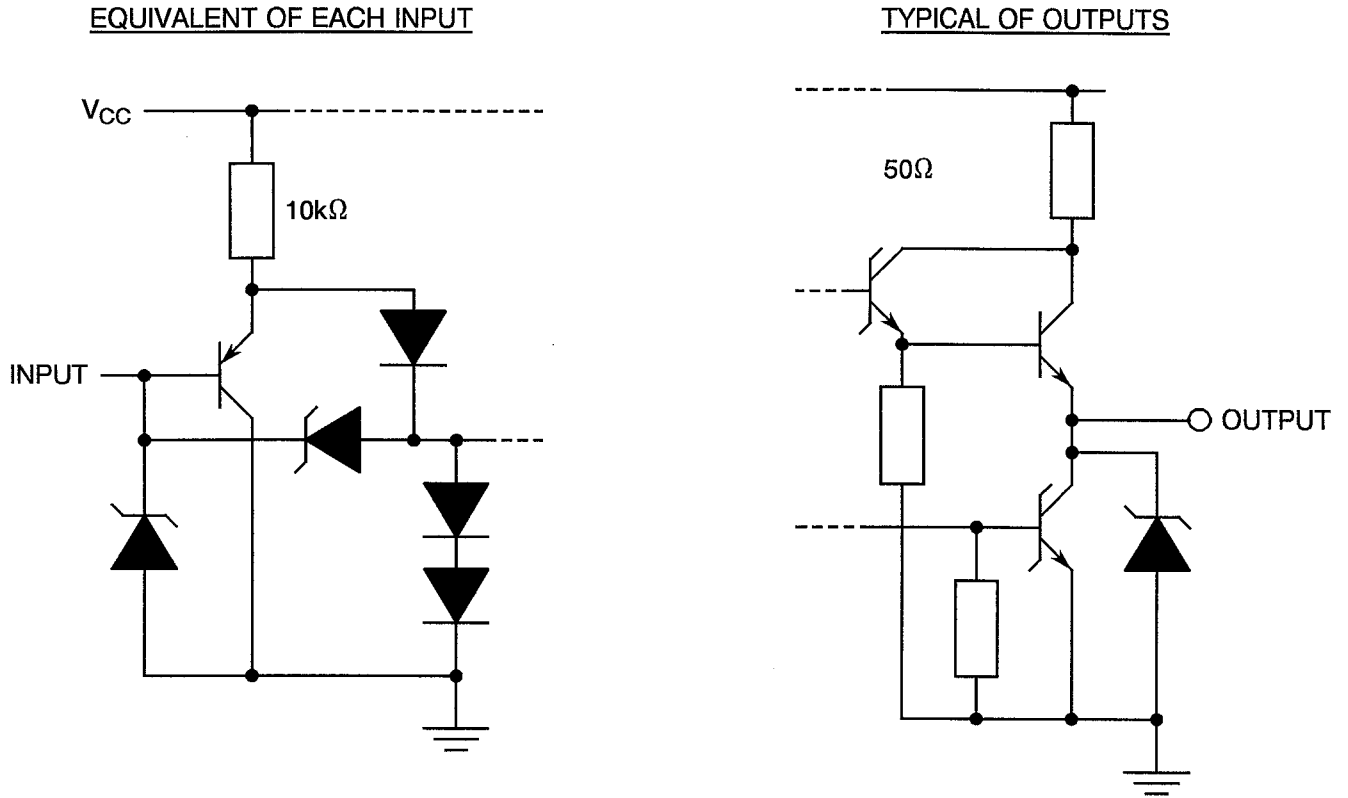 EQUIVALENT OF EACH INPUT
TYPICAL OF OUTPUTS
VCC
50Ω
10kΩ
INPUT
OUTPUT